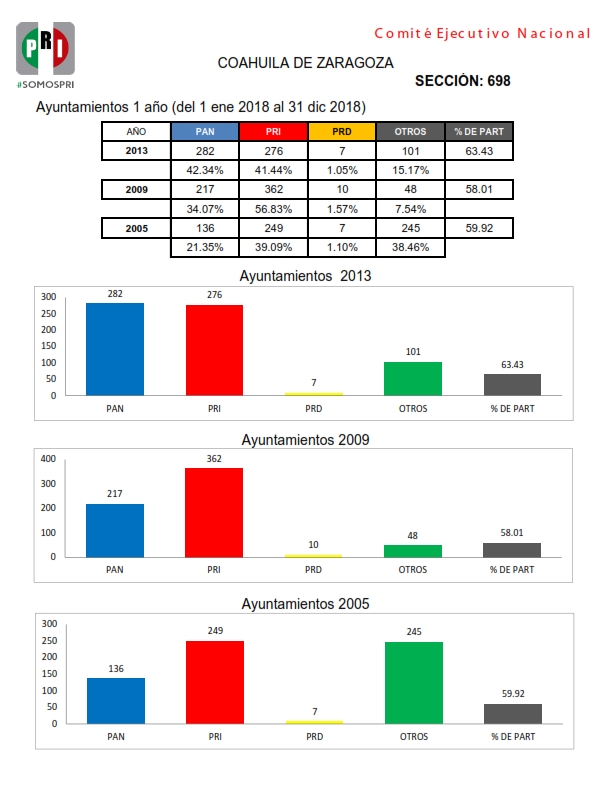 Comité Ejecutivo Nacional
PRI
#SOMOSPRI
COAHUILA DE ZARAGOZA
SECCIÓN: 698
Ayuntamientos 1 año (del 1 ene 2018 al 31 dic 2018)
AÑO PAN PRI PRD OTROS % DE PART
2013 282 276 7 101 63.43
42.34% 41.44% 1.05% 15.17%
2009 217 362 10 48 58.01
34.07% 56.83% 1.57% 7.54%
2005 136 249 7 245 59.92
21.35% 39.09% 1.10% 38.46%
Ayuntamientos 2013
300
250
200
150
100
50
0
282 276 7 101 63.43
PAN PRI PRD OTROS % DE PART
Ayuntamientos 2009
400
300
200
100
0
217 362 10 48 58.01
PAN PRI PRD OTROS % DE PART
Ayuntamientos 2005
300
250
200
150
100
50
0
136 249 7 245 59.92
PAN PRI PRD OTROS % DE PART